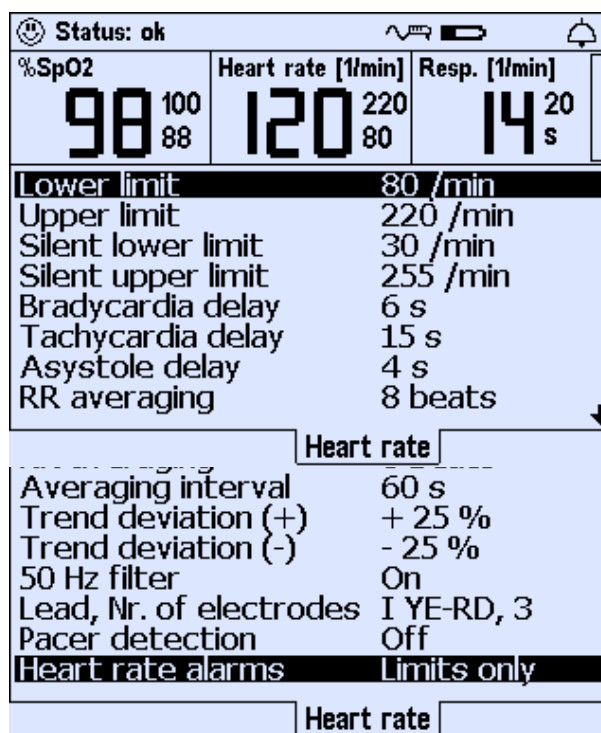 Status: ok
%SpO2 Heart rate [1/min] Resp. [1/min]
98 100 88 120 220 80 14 20 s
Lower limit 80 /min
Upper limit 220 /min
Silent lower limit 30 /min
Silent upper limit 255 /min
Bradycardia delay 6 s
Tachycardia delay 15 s
Asystole delay 4 s
RR averaging 8 beats
Heart rate
Averaging interval 60 s
Trend deviation (+) + 25 %
Trend deviation (-) - 25 %
50 Hz filter On
Lead, Nr. of electrodes I YE-RD, 3
Pacer detection Off
Heart rate alarms Limits only
Heart rate